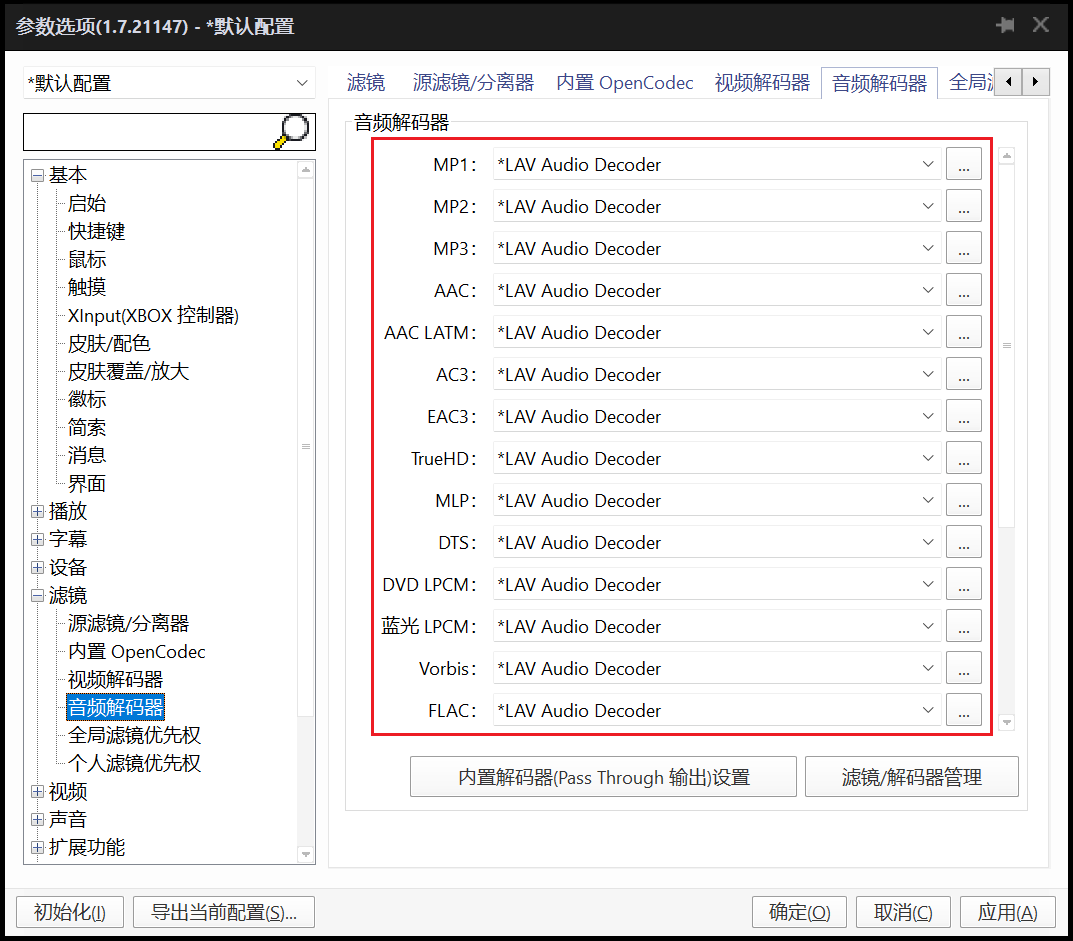 参数选项(1.7.21147) - *默认配置
*默认配置
基本
启始
快捷键
鼠标
触摸
XInput(XBOX 控制器)
皮肤/配色
皮肤覆盖/放大
徽标
简索
消息
界面
播放
字幕
设备
滤镜
源滤镜/分离器
内置 OpenCodec
视频解码器
音频解码器
全局滤镜优先权
个人滤镜优先权
视频
声音
扩展功能
滤镜 源滤镜/分离器 内置 OpenCodec 视频解码器 音频解码器 全局
音频解码器
MP1: *LAV Audio Decoder ...
MP2: *LAV Audio Decoder ...
MP3: *LAV Audio Decoder ...
AAC: *LAV Audio Decoder ...
AAC LATM: *LAV Audio Decoder ...
AC3: *LAV Audio Decoder ...
EAC3: *LAV Audio Decoder ...
TrueHD: *LAV Audio Decoder ...
MLP: *LAV Audio Decoder ...
DTS: *LAV Audio Decoder ...
DVD LPCM: *LAV Audio Decoder ...
蓝光 LPCM: *LAV Audio Decoder ...
Vorbis: *LAV Audio Decoder ...
FLAC: *LAV Audio Decoder ...
内置解码器(Pass Through 输出)设置 滤镜/解码器管理
初始化(I) 导出当前配置(S)... 确定(O) 取消(C) 应用(A)